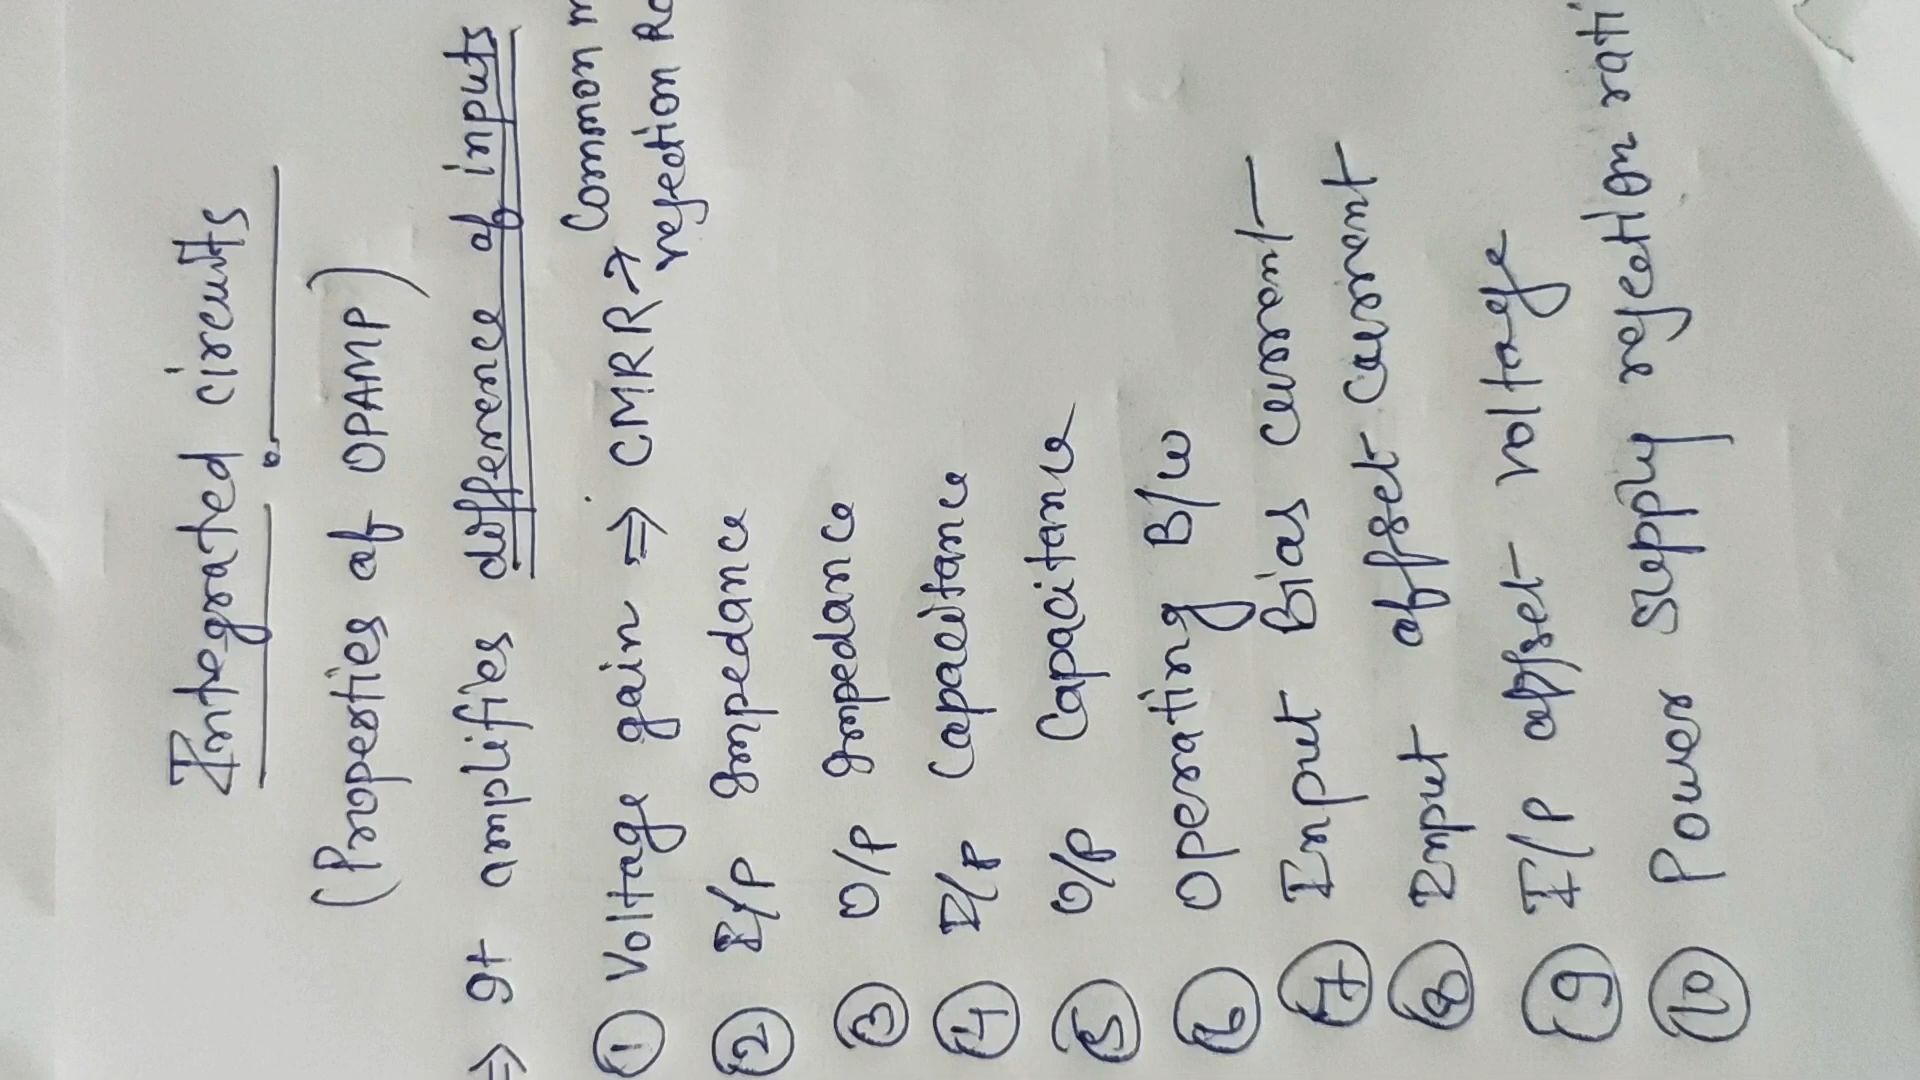 Integrated circuits
(Properties of OPAMP)
⇒ It amplifies difference of inputs
① Voltage gain ⇒ CMRR → Common
rejection
② I/P Impedance
③ O/P Impedance
④ I/P Capacitance
⑤ O/P Capacitance
⑥ Operating B/W
⑦ Input Bias current
⑧ Input offset current
⑨ I/P offset voltage
⑩ Power supply rejection rati